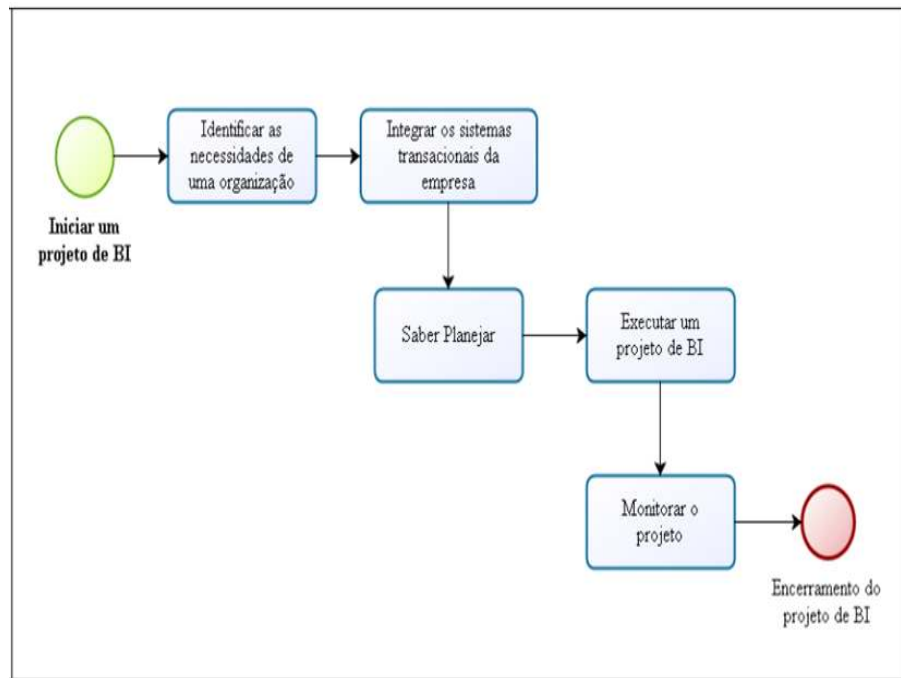 Iniciar um
projeto de BI
Identificar as
necessidades de
uma organização
Integrar os sistemas
transacionais da
empresa
Saber Planejar
Executar um
projeto de BI
Monitorar o
projeto
Encerramento do
projeto de BI